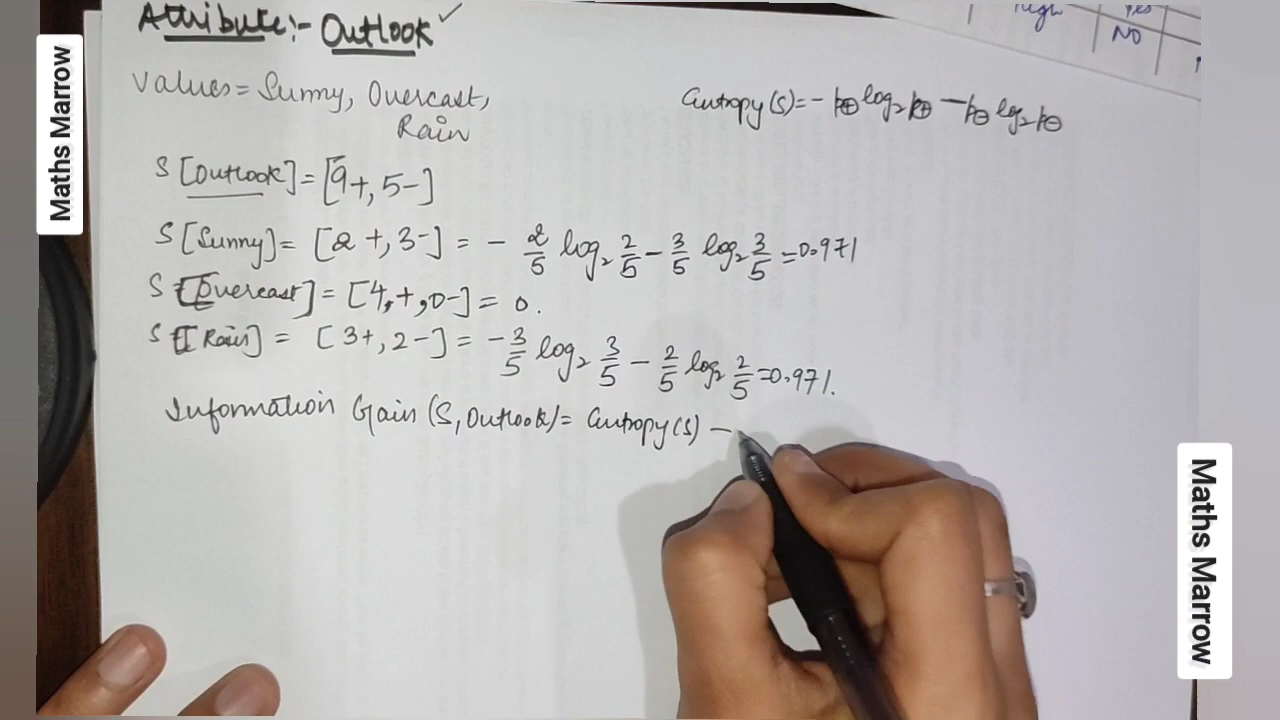 Attribute:- Outlook ✓
Values = Sunny, Overcast,
Rain
Entropy(S) = - p⊕ log₂ p⊕ - p⊖ log₂ p⊖
S [Outlook] = [9+, 5-]
S [Sunny] = [2+, 3-] = - 2/5 log₂ 2/5 - 3/5 log₂ 3/5 = 0.971
S [Overcast] = [4,+,0-] = 0.
S [Rain] = [3+, 2-] = - 3/5 log₂ 3/5 - 2/5 log₂ 2/5 = 0.971.
Information Gain (S, Outlook) = Entropy(S) -
High Yes
NO
Maths Marrow
Maths Marrow